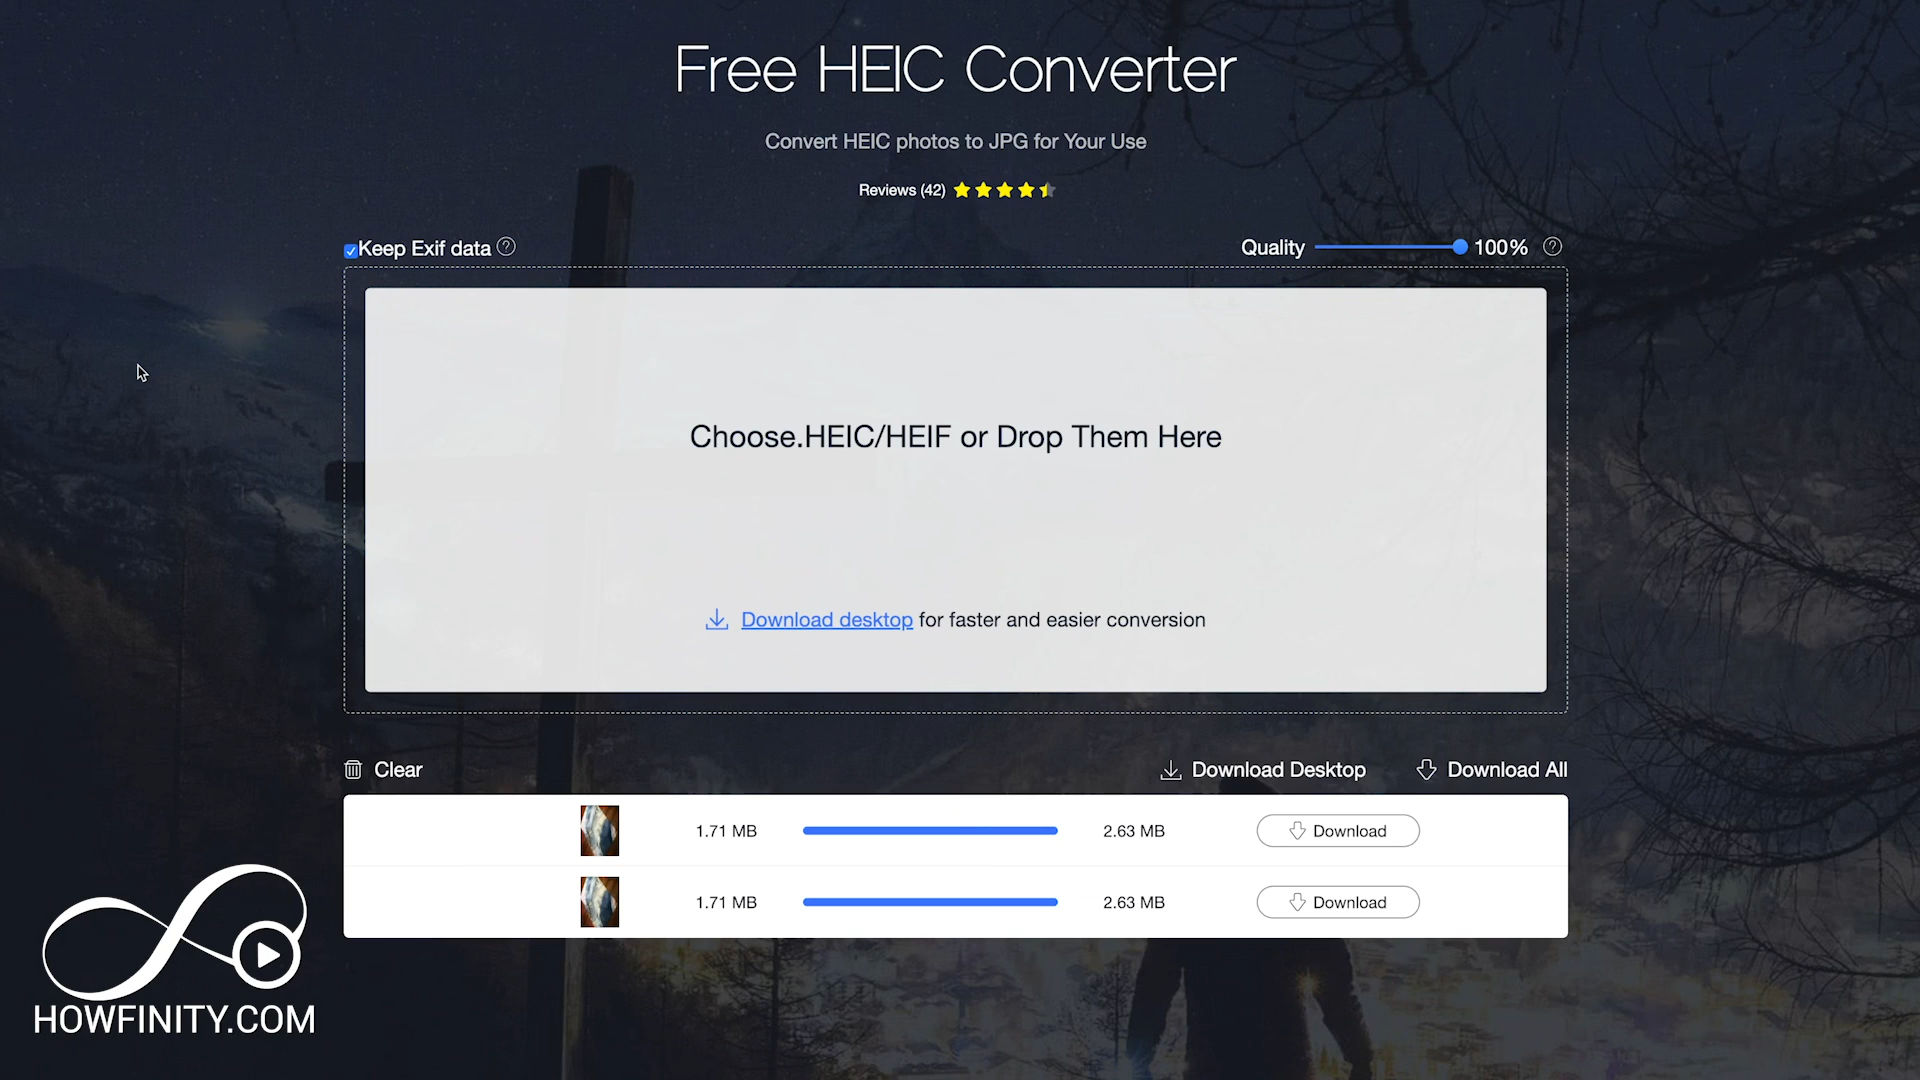 Free HEIC Converter
Convert HEIC photos to JPG for Your Use
Reviews (42)
Keep Exif data ?
Quality 100% ?
Choose.HEIC/HEIF or Drop Them Here
Download desktop for faster and easier conversion
Clear Download Desktop Download All
1.71 MB 2.63 MB Download
1.71 MB 2.63 MB Download
HOWFINITY.COM